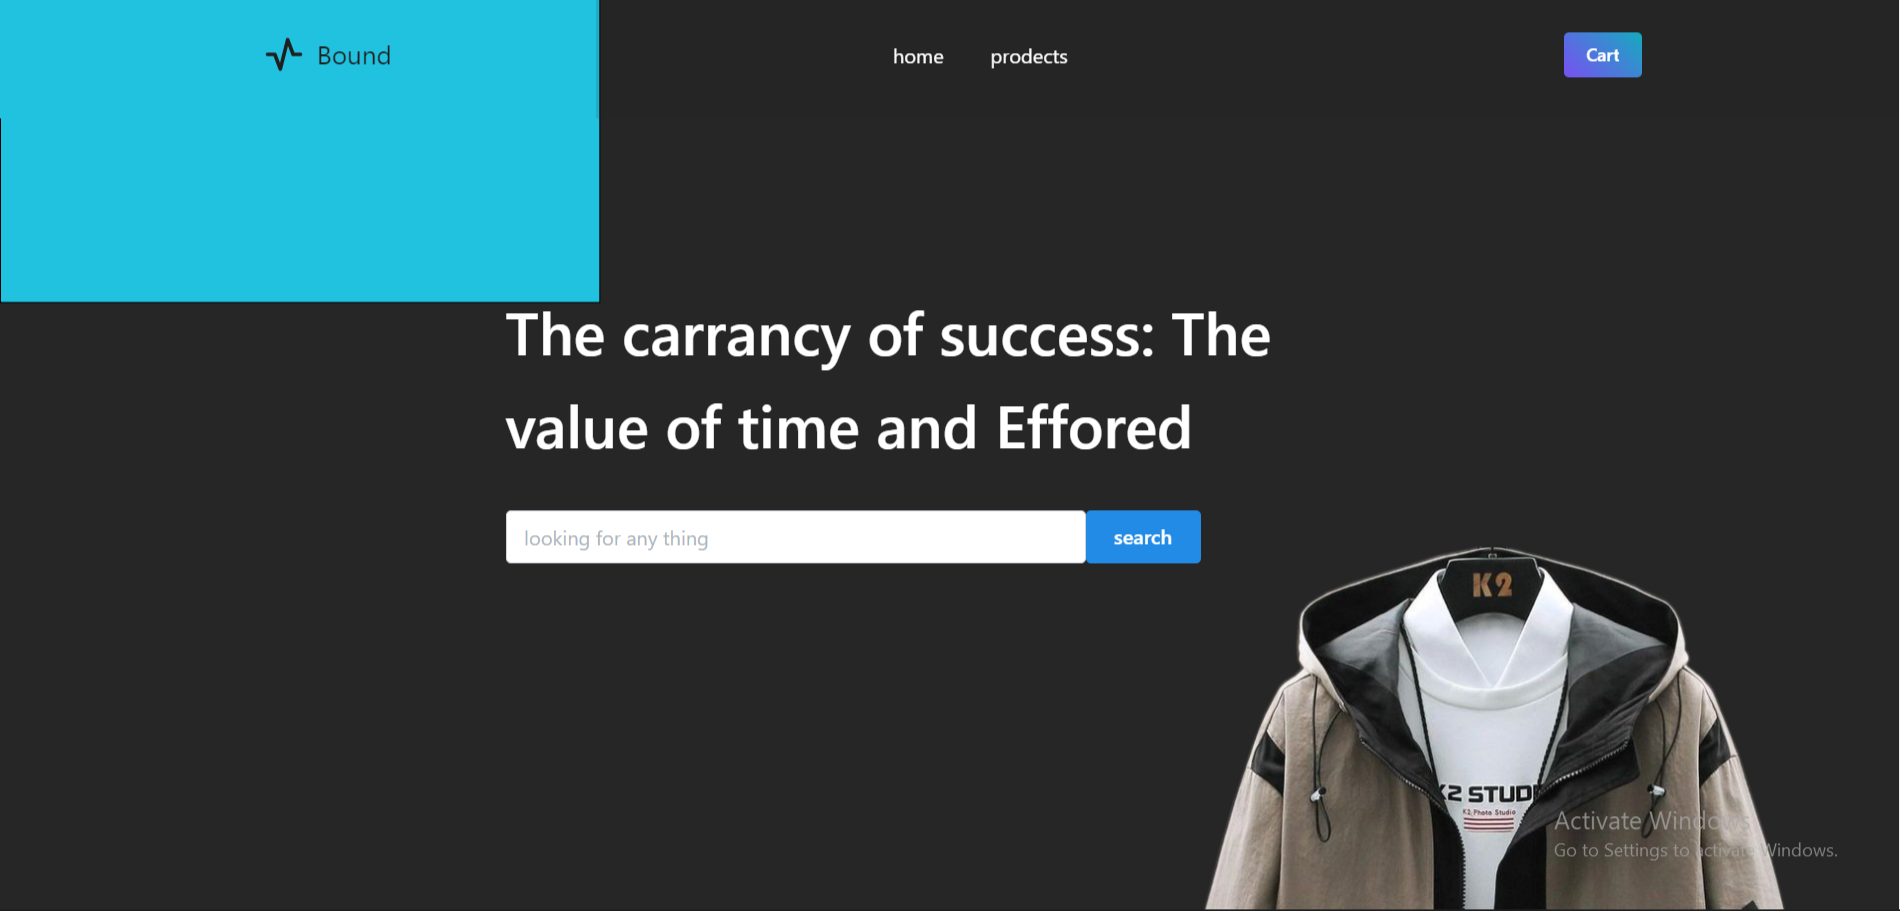 Bound
home
prodects
Cart
The carrancy of success: The
value of time and Effored
looking for any thing
search
K2
K2 STUD
K2 Photo Studio
Activate Windows
Go to Settings to activate Windows.